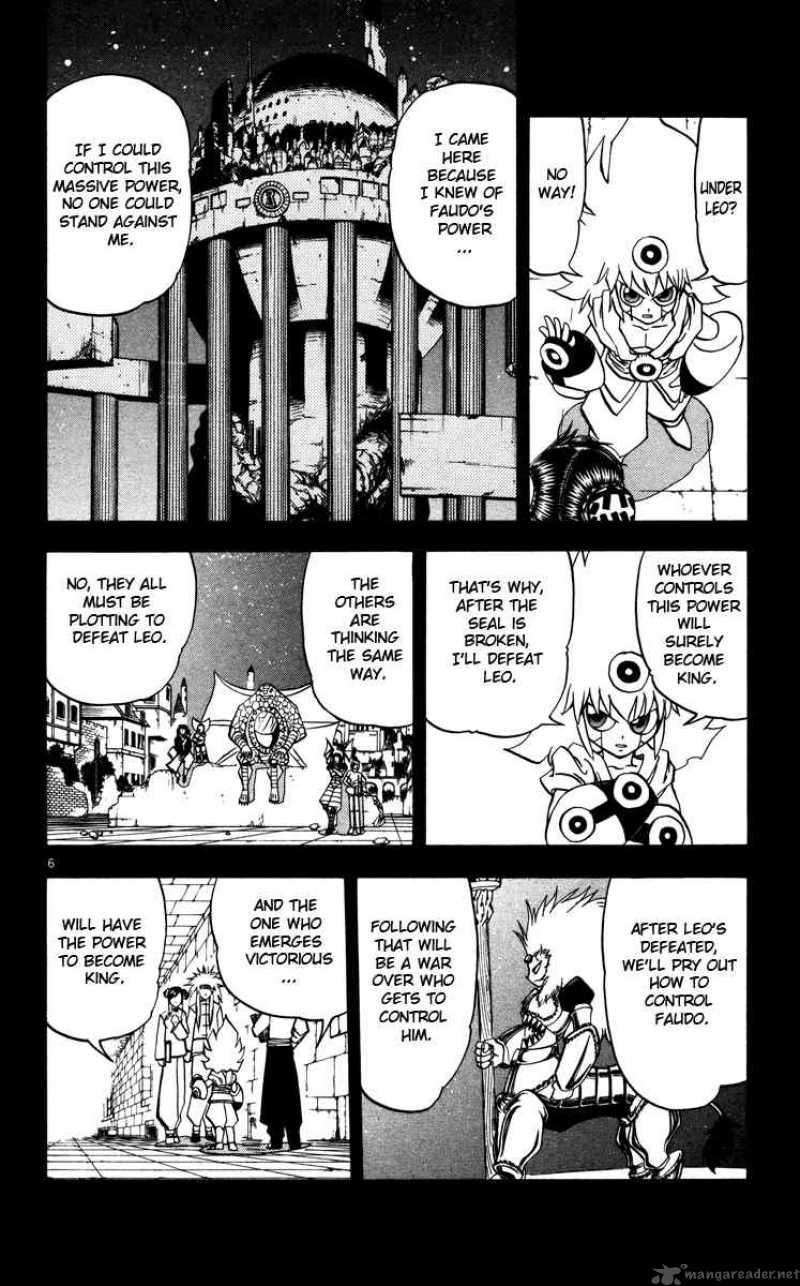 UNDER
LEO?
NO
WAY!
I CAME
HERE
BECAUSE
I KNEW OF
FAUDO'S
POWER
...
IF I COULD
CONTROL THIS
MASSIVE POWER,
NO ONE COULD
STAND AGAINST
ME.
WHOEVER
CONTROLS
THIS POWER
WILL
SURELY
BECOME
KING.
THAT'S WHY,
AFTER THE
SEAL IS
BROKEN,
I'LL DEFEAT
LEO.
THE
OTHERS
ARE
THINKING
THE SAME
WAY.
NO, THEY ALL
MUST BE
PLOTTING TO
DEFEAT LEO.
AFTER LEO'S
DEFEATED,
WE'LL PRY OUT
HOW TO
CONTROL
FAUDO.
FOLLOWING
THAT WILL
BE A WAR
OVER WHO
GETS TO
CONTROL
HIM.
AND THE
ONE WHO
EMERGES
VICTORIOUS
...
WILL HAVE
THE POWER
TO BECOME
KING.
6
mangareader.net